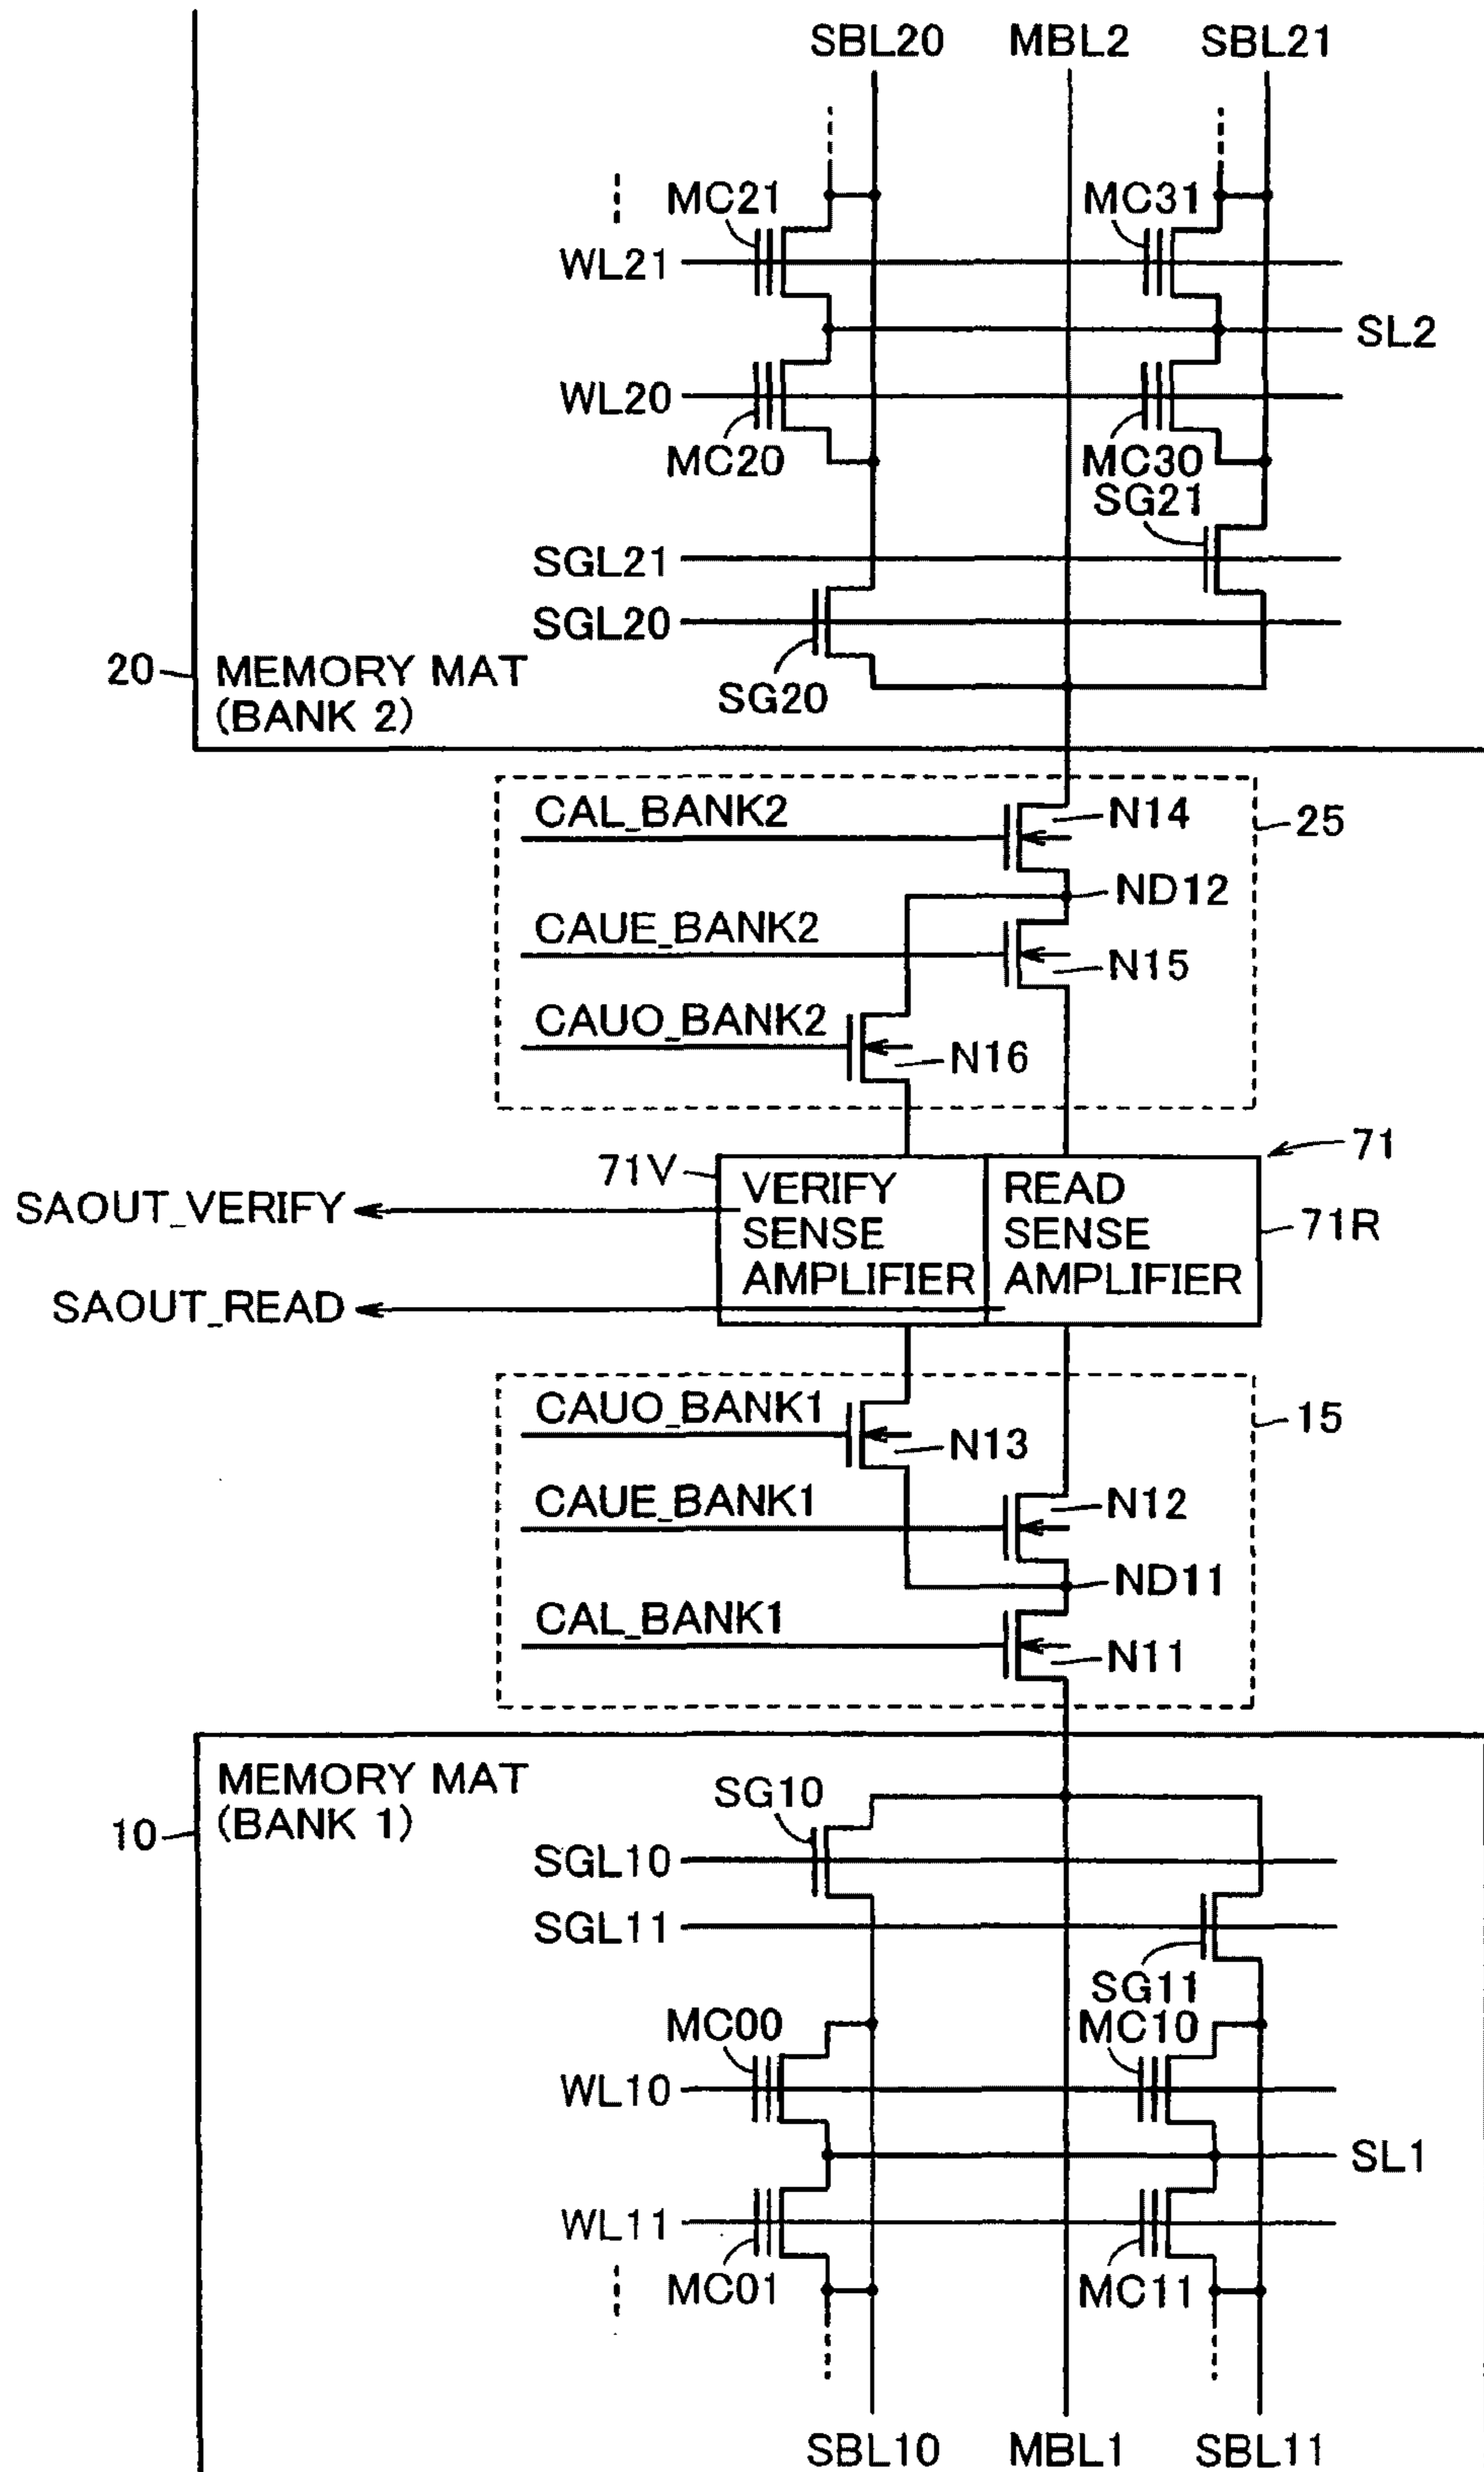 SBL20 MBL2 SBL21
MC21 MC31
WL21
SL2
WL20
MC20 MC30
SG21
SGL21
SGL20
20 MEMORY MAT
(BANK 2)
SG20
CAL_BANK2 N14 25
ND12
CAUE_BANK2 N15
CAUO_BANK2 N16
71
71V VERIFY
SENSE
AMPLIFIER
READ
SENSE
AMPLIFIER
71R
SAOUT_VERIFY
SAOUT_READ
CAUO_BANK1 N13 15
CAUE_BANK1 N12
ND11
CAL_BANK1 N11
MEMORY MAT
(BANK 1)
10
SG10
SGL10
SGL11
SG11
MC00 MC10
WL10
SL1
WL11
MC01 MC11
SBL10 MBL1 SBL11